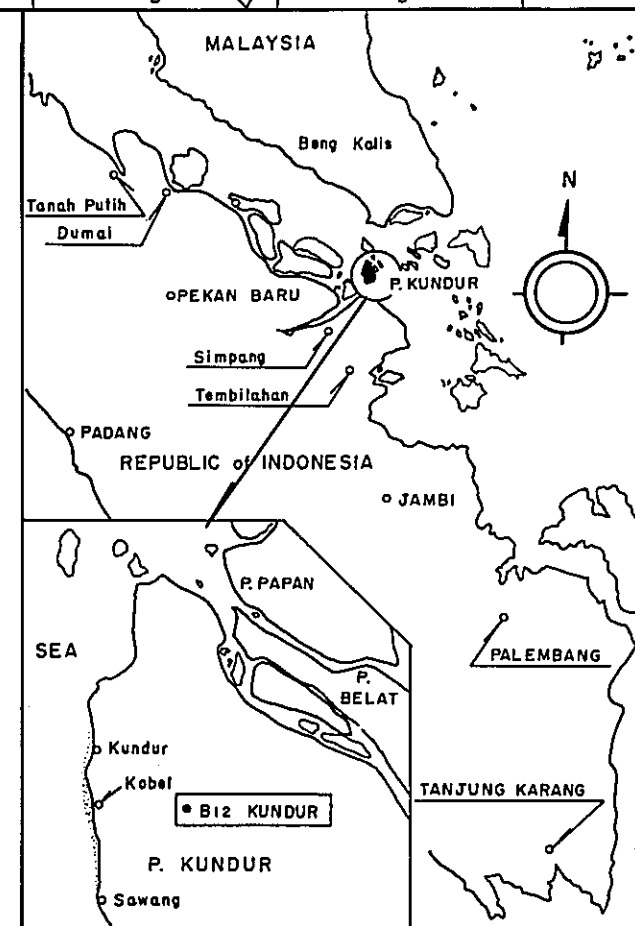 MALAYSIA
Beng Kalis
N
Tanah Putih
Dumai
P. KUNDUR
PEKAN BARU
Simpang
Tembilahan
PADANG
REPUBLIC of INDONESIA
JAMBI
P. PAPAN
SEA
P.
BELAT
PALEMBANG
Kundur
Kobel
B12 KUNDUR
TANJUNG KARANG
P. KUNDUR
Sawang